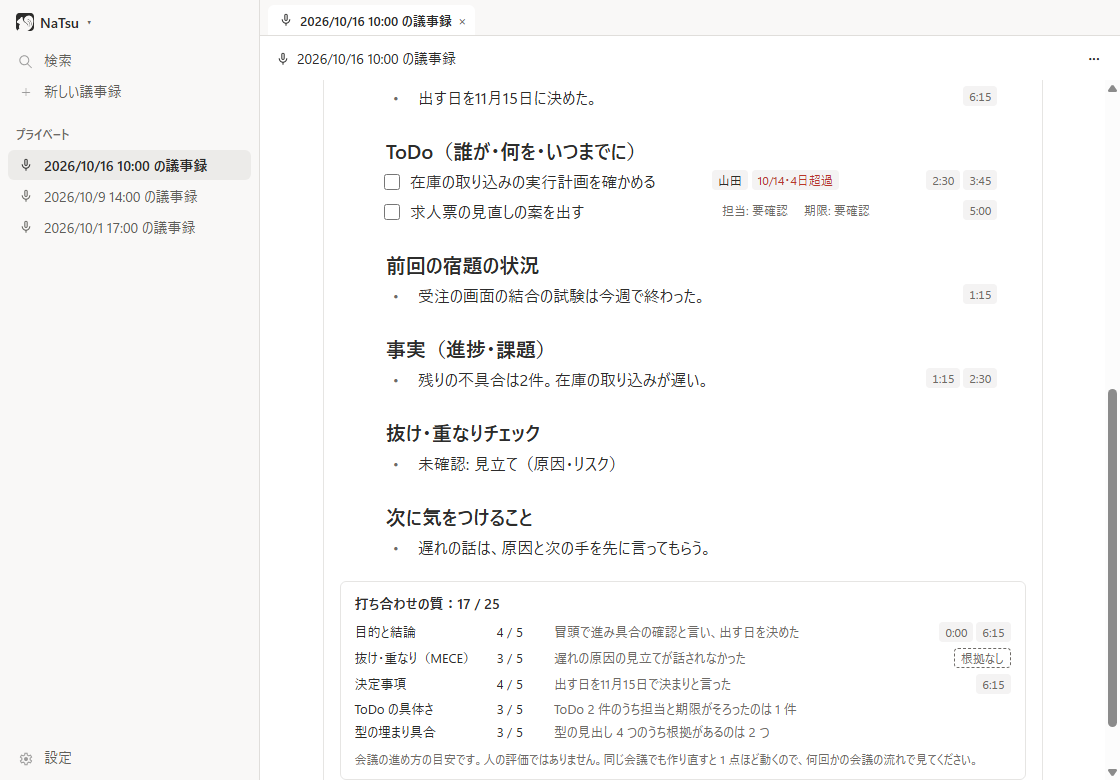 NaTsu
検索
新しい議事録
プライベート
2026/10/16 10:00 の議事録
2026/10/9 14:00 の議事録
2026/10/1 17:00 の議事録
設定
2026/10/16 10:00 の議事録 ×
2026/10/16 10:00 の議事録 …
• 出す日を11月15日に決めた。 6:15
ToDo（誰が・何を・いつまでに）
在庫の取り込みの実行計画を確かめる 山田 10/14・4日超過 2:30 3:45
求人票の見直しの案を出す 担当: 要確認 期限: 要確認 5:00
前回の宿題の状況
• 受注の画面の結合の試験は今週で終わった。 1:15
事実（進捗・課題）
• 残りの不具合は2件。在庫の取り込みが遅い。 1:15 2:30
抜け・重なりチェック
• 未確認: 見立て（原因・リスク）
次に気をつけること
• 遅れの話は、原因と次の手を先に言ってもらう。
打ち合わせの質：17 / 25
目的と結論 4 / 5 冒頭で進み具合の確認と言い、出す日を決めた 0:00 6:15
抜け・重なり（MECE） 3 / 5 遅れの原因の見立てが話されなかった 根拠なし
決定事項 4 / 5 出す日を11月15日で決まりと言った 6:15
ToDo の具体さ 3 / 5 ToDo 2 件のうち担当と期限がそろったのは 1 件
型の埋まり具合 3 / 5 型の見出し 4 つのうち根拠があるのは 2 つ
会議の進め方の目安です。人の評価ではありません。同じ会議でも作り直すと 1 点ほど動くので、何回かの会議の流れで見てください。